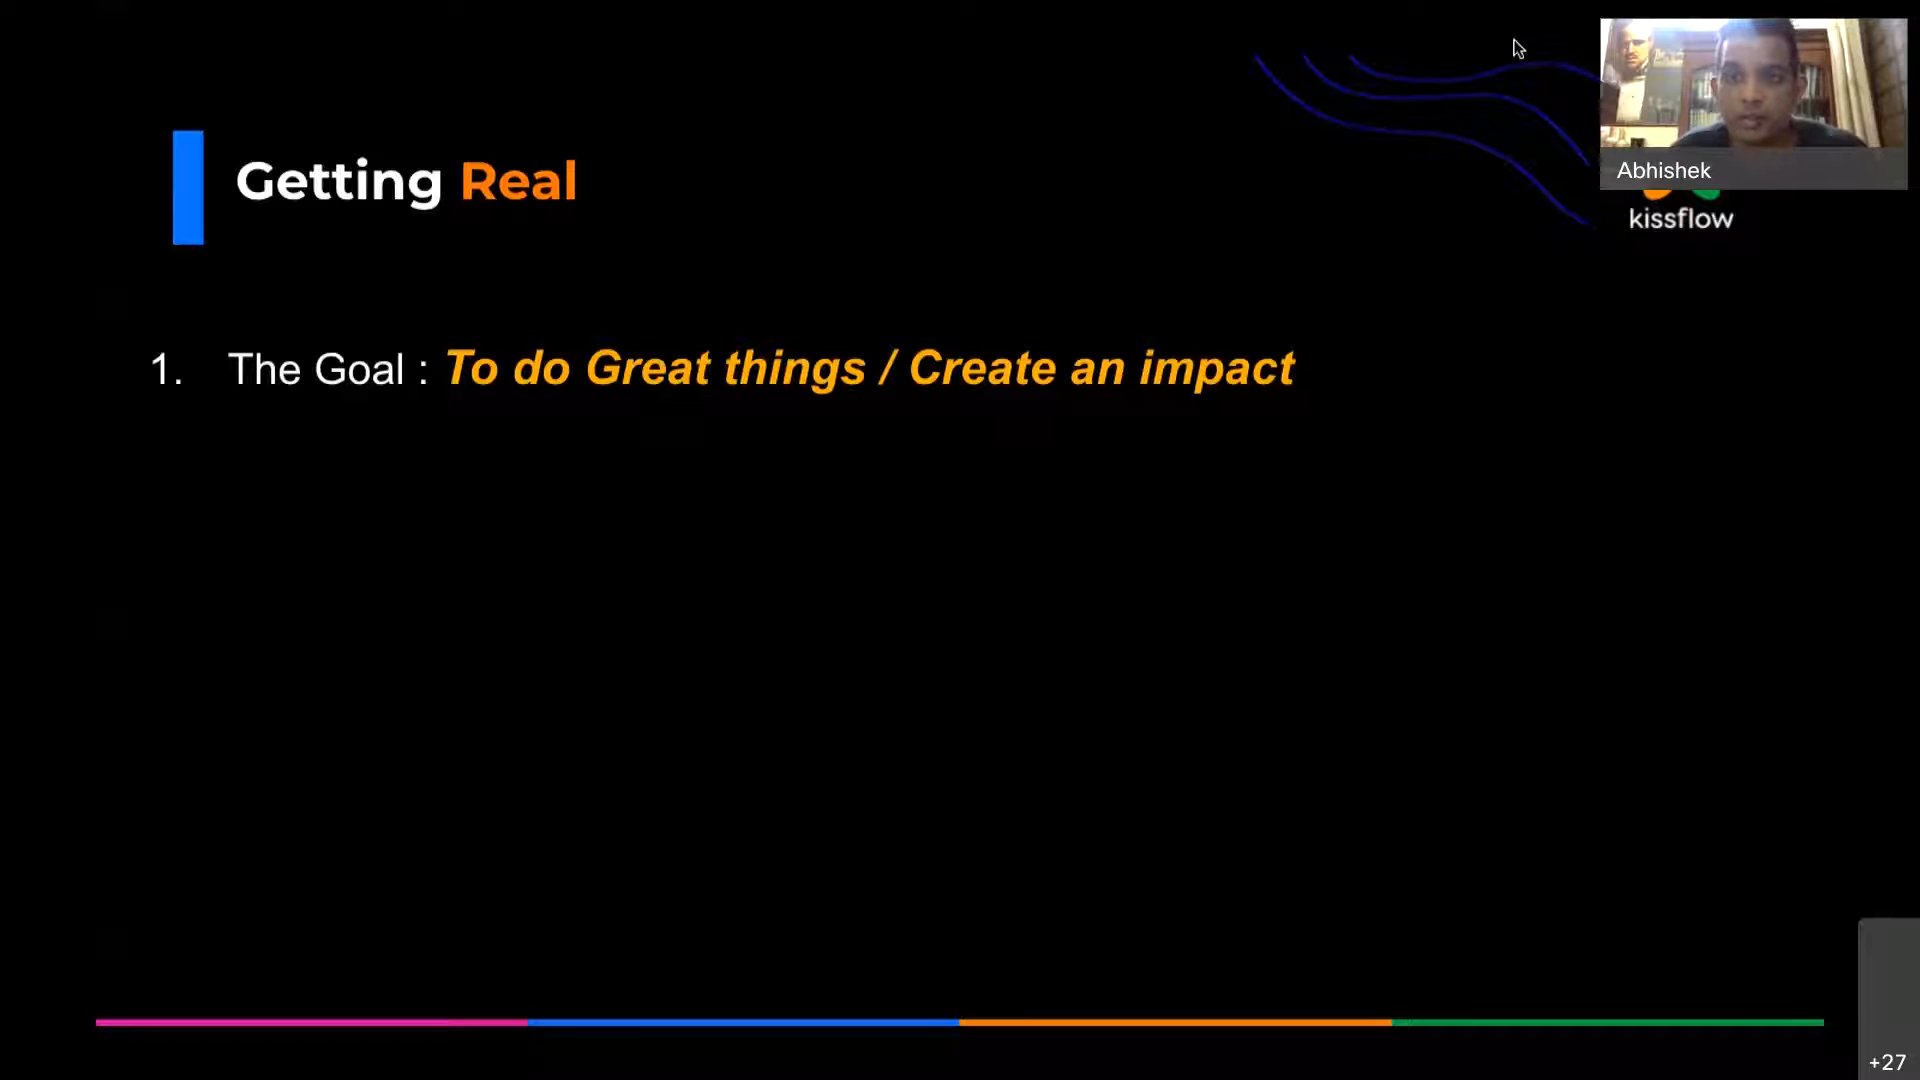 Getting Real
Abhishek
kissflow
1. The Goal : To do Great things / Create an impact
+27